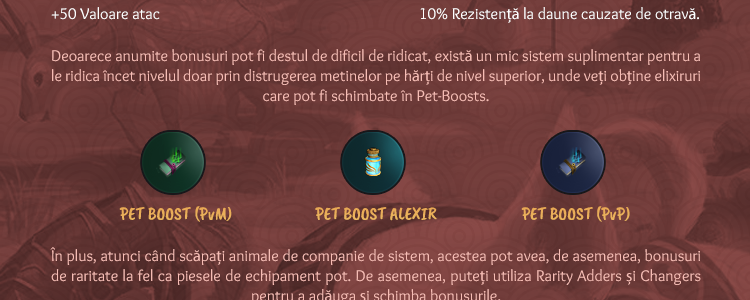 +50 Valoare atac 10% Rezistență la daune cauzate de otravă.
Deoarece anumite bonusuri pot fi destul de dificil de ridicat, există un mic sistem suplimentar pentru a
le ridica încet nivelul doar prin distrugerea metinelor pe hărți de nivel superior, unde veți obține elixiruri
care pot fi schimbate în Pet-Boosts.
PET BOOST (PvM) PET BOOST ALEXIR PET BOOST (PvP)
În plus, atunci când scăpați animale de companie de sistem, acestea pot avea, de asemenea, bonusuri
de raritate la fel ca piesele de echipament pot. De asemenea, puteți utiliza Rarity Adders și Changers
pentru a adăuga și schimba bonusurile.